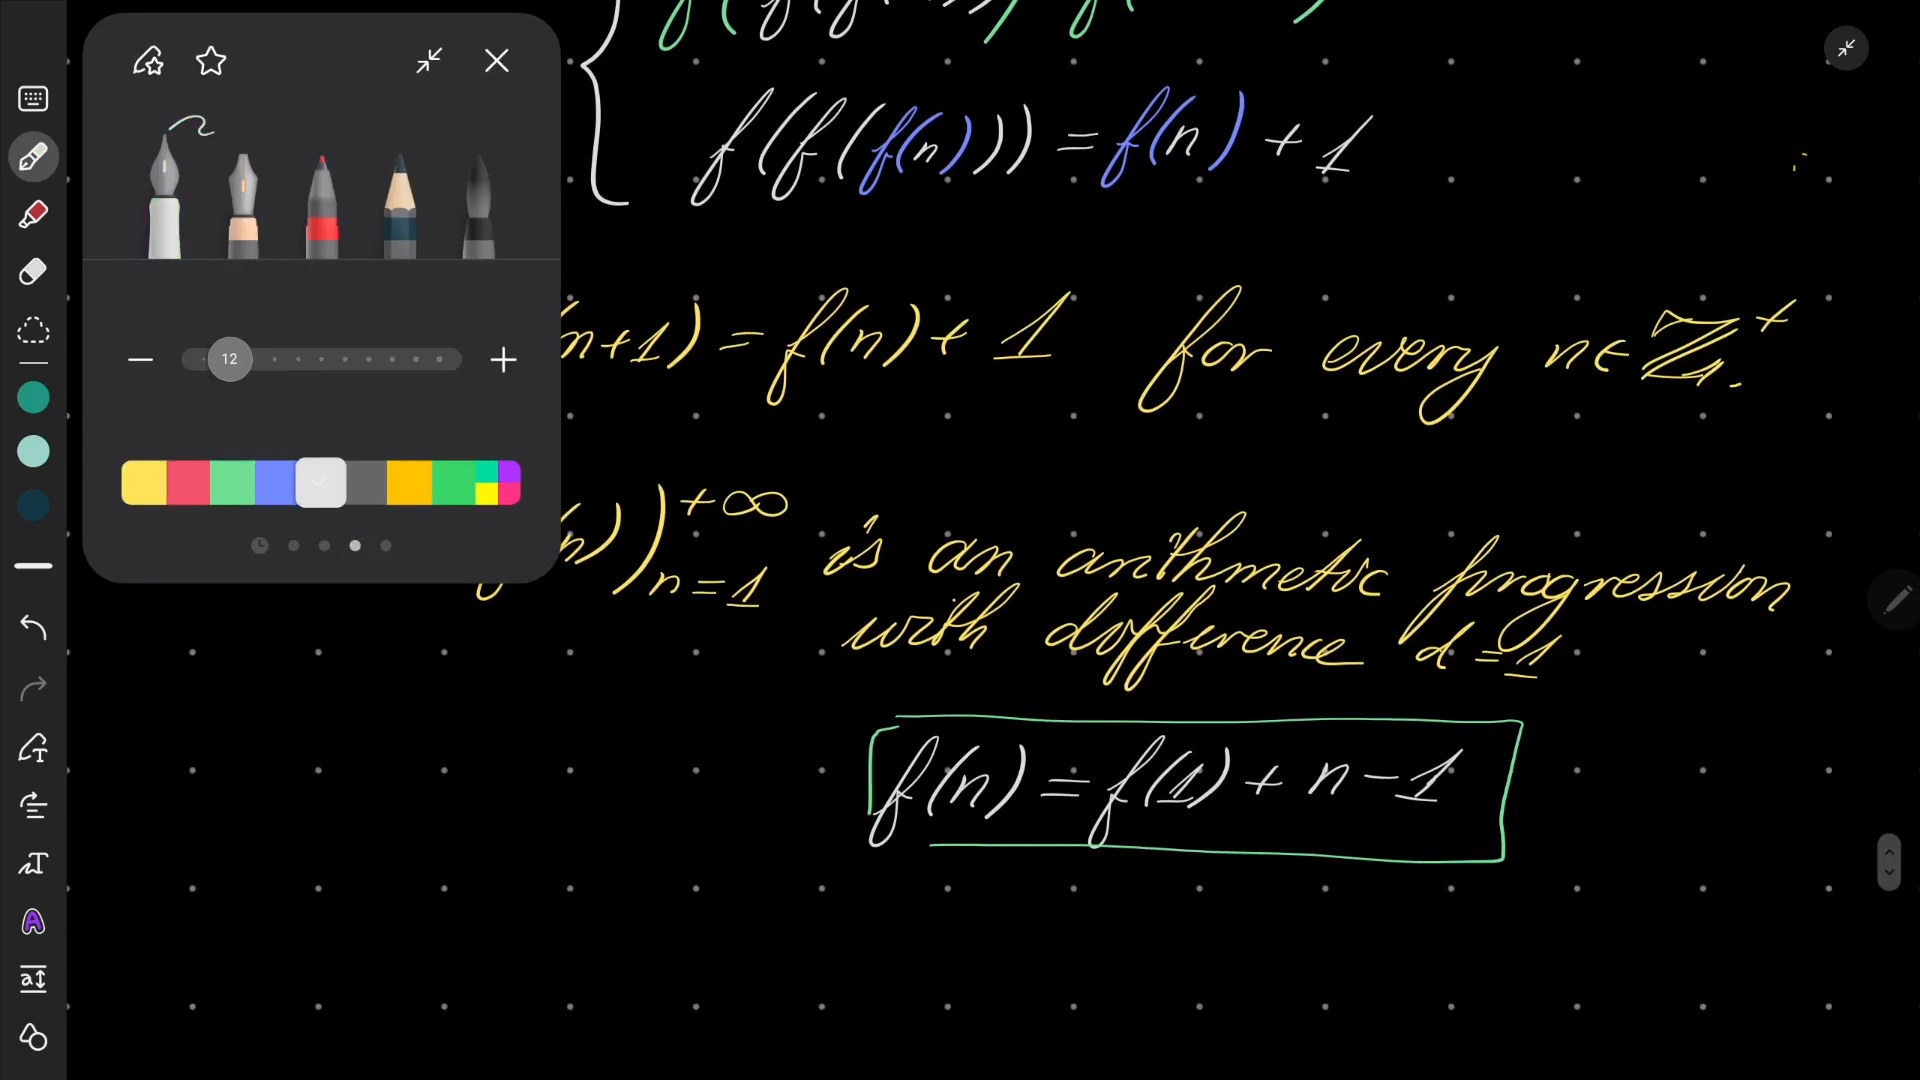 f(f(f(n))) = f(n) + 1
n+1) = f(n) + 1 for every n ∈ ℤ⁺.
12
n))_{n=1}^{+∞} is an arithmetic progression
with difference d = 1
f(n) = f(1) + n - 1